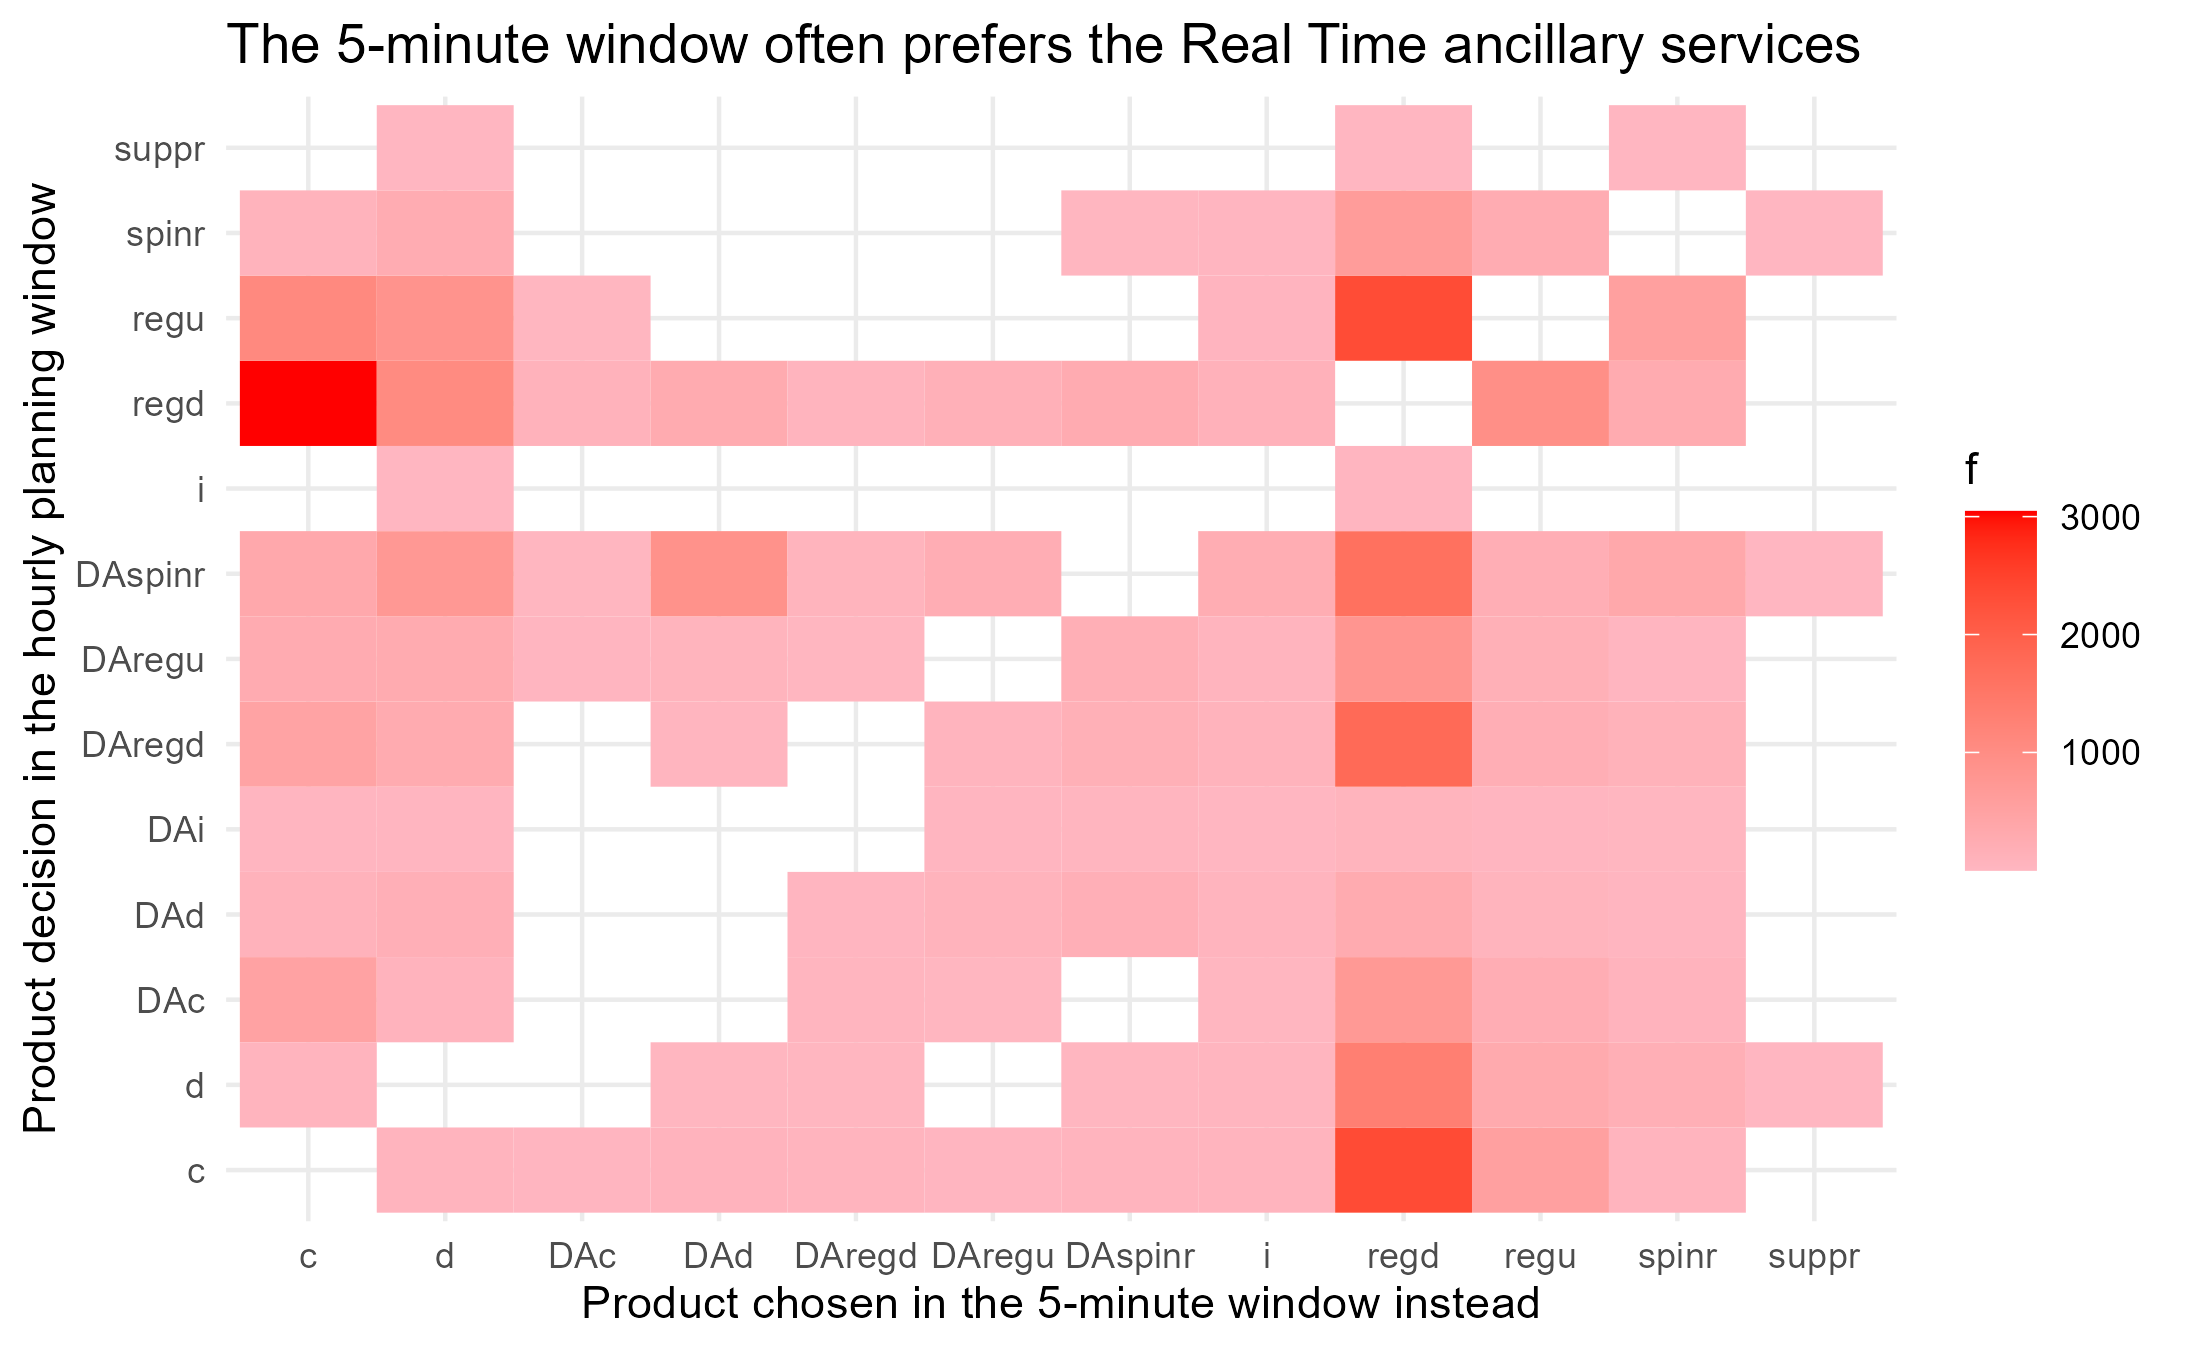 The 5-minute window often prefers the Real Time ancillary services
Product decision in the hourly planning window
suppr
spinr
regu
regd
i
DAspinr
DAregu
DAregd
DAi
DAd
DAc
d
c
c d DAc DAd DAregd DAregu DAspinr i regd regu spinr suppr
Product chosen in the 5-minute window instead
f
3000
2000
1000